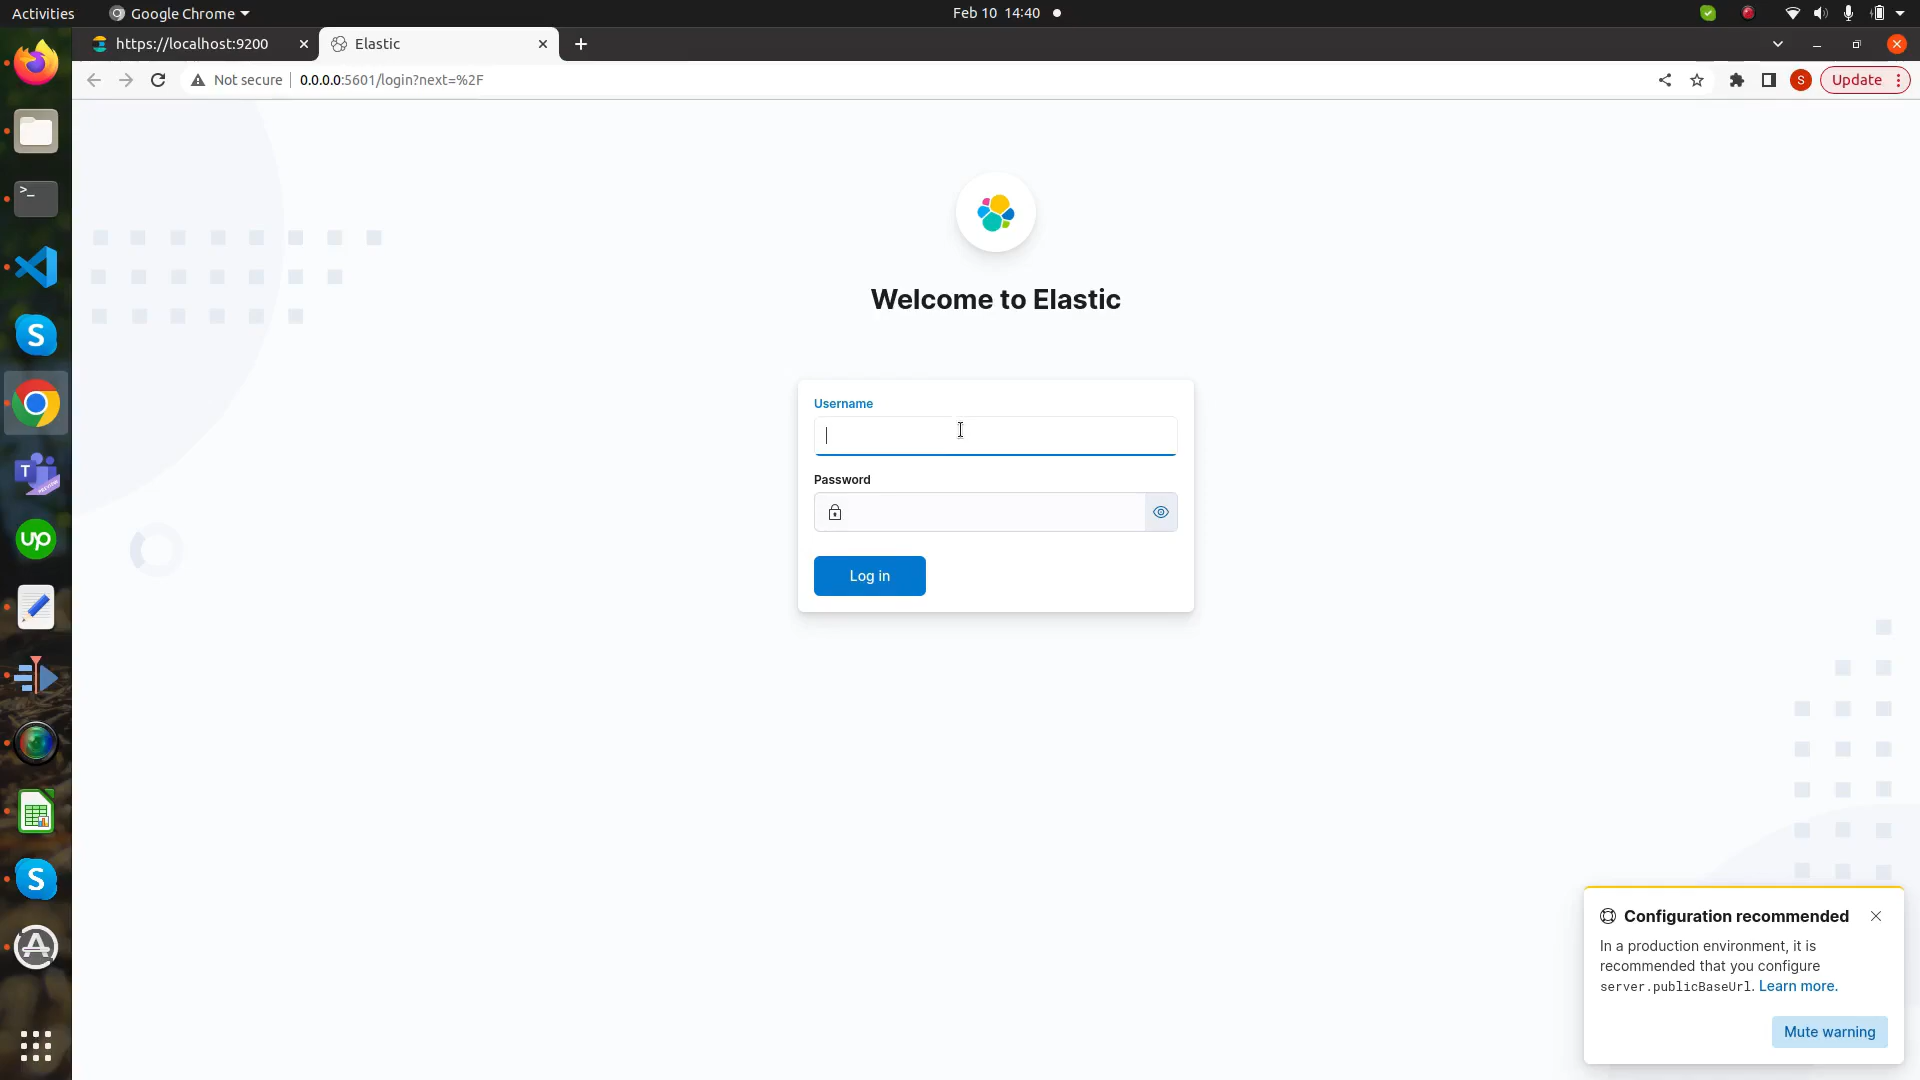 Activities
Google Chrome
Feb 10 14:40
https://localhost:9200
Elastic
Not secure
0.0.0.0:5601/login?next=%2F
S
Update
>_
S
T
up
S
Welcome to Elastic
Username
Password
Log in
Configuration recommended
In a production environment, it is
recommended that you configure
server.publicBaseUrl. Learn more.
Mute warning